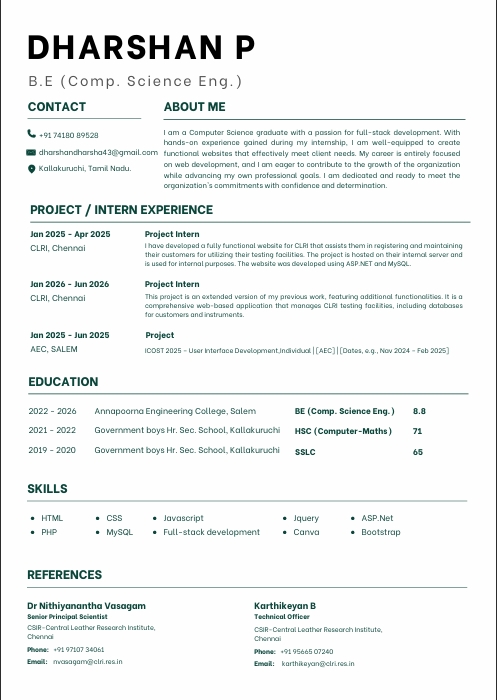 DHARSHAN P
B.E (Comp. Science Eng.)
CONTACT
+91 74180 89528
dharshandharsha43@gmail.com
Kallakuruchi, Tamil Nadu.
ABOUT ME
I am a Computer Science graduate with a passion for full-stack development. With
hands-on experience gained during my internship, I am well-equipped to create
functional websites that effectively meet client needs. My career is entirely focused
on web development, and I am eager to contribute to the growth of the organization
while advancing my own professional goals. I am dedicated and ready to meet the
organization's commitments with confidence and determination.
PROJECT / INTERN EXPERIENCE
Jan 2025 - Apr 2025 Project Intern
CLRI, Chennai
I have developed a fully functional website for CLRI that assists them in registering and maintaining
their customers for utilizing their testing facilities. The project is hosted on their internal server and
is used for internal purposes. The website was developed using ASP.NET and MySQL.
Jan 2026 - Jun 2026 Project Intern
CLRI, Chennai
This project is an extended version of my previous work, featuring additional functionalities. It is a
comprehensive web-based application that manages CLRI testing facilities, including databases
for customers and instruments.
Jan 2025 - Jun 2025 Project
AEC, SALEM
ICOST 2025 - User Interface Development,Individual | [AEC] | [Dates, e.g., Nov 2024 – Feb 2025]
EDUCATION
2022 - 2026 Annapoorna Engineering College, Salem BE (Comp. Science Eng.) 8.8
2021 - 2022 Government boys Hr. Sec. School, Kallakuruchi HSC (Computer-Maths) 71
2019 - 2020 Government boys Hr. Sec. School, Kallakuruchi SSLC 65
SKILLS
HTML CSS Javascript Jquery ASP.Net
PHP MySQL Full-stack development Canva Bootstrap
REFERENCES
Dr Nithiyanantha Vasagam
Senior Principal Scientist
CSIR-Central Leather Research Institute,
Chennai
Phone: +91 97107 34061
Email: nvasagam@clri.res.in
Karthikeyan B
Technical Officer
CSIR-Central Leather Research Institute,
Chennai
Phone: +91 95665 07240
Email: karthikeyan@clri.res.in